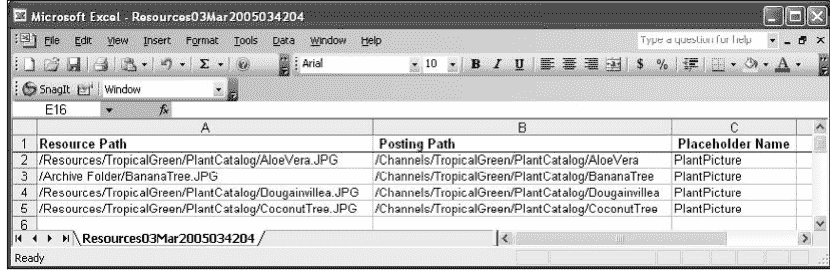 Microsoft Excel - Resources03Mar2005034204
File Edit View Insert Format Tools Data Window Help Type a question for help
Arial 10 B I U $ %
SnagIt Window
E16 fx
A B C
1 Resource Path Posting Path Placeholder Name
2 /Resources/TropicalGreen/PlantCatalog/AloeVera.JPG /Channels/TropicalGreen/PlantCatalog/AloeVera PlantPicture
3 /Archive Folder/BananaTree.JPG /Channels/TropicalGreen/PlantCatalog/BananaTree PlantPicture
4 /Resources/TropicalGreen/PlantCatalog/Dougainvillea.JPG /Channels/TropicalGreen/PlantCatalog/Dougainvillea PlantPicture
5 /Resources/TropicalGreen/PlantCatalog/CoconutTree.JPG /Channels/TropicalGreen/PlantCatalog/CoconutTree PlantPicture
6
Resources03Mar2005034204
Ready